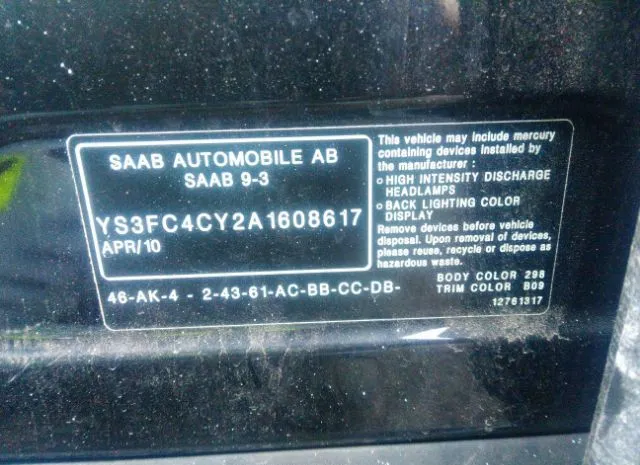 SAAB AUTOMOBILE AB
SAAB 9-3
YS3FC4CY2A1608617
APR/10
46-AK-4 - 2-43-61-AC-BB-CC-DB-
This vehicle may include mercury
containing devices installed by
the manufacturer :
o HIGH INTENSITY DISCHARGE
HEADLAMPS
o BACK LIGHTING COLOR
DISPLAY
Remove devices before vehicle
disposal. Upon removal of devices,
please reuse, recycle or dispose as
hazardous waste.
BODY COLOR 298
TRIM COLOR B09
12761317